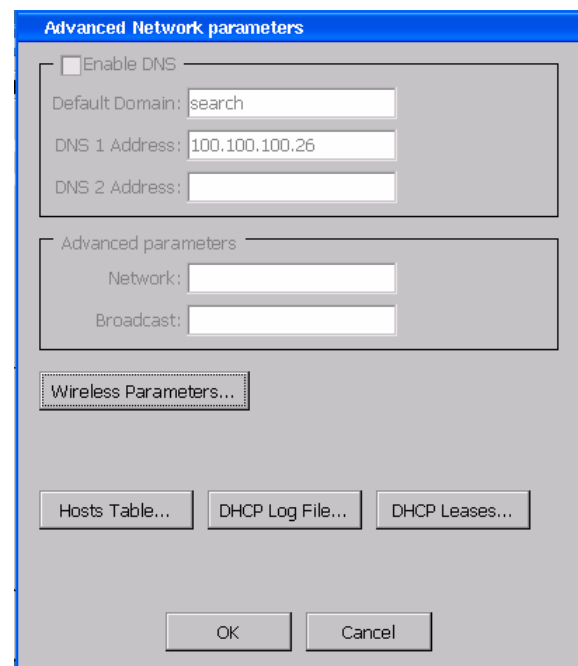 Advanced Network parameters
Enable DNS
Default Domain: search
DNS 1 Address: 100.100.100.26
DNS 2 Address:
Advanced parameters
Network:
Broadcast:
Wireless Parameters...
Hosts Table... DHCP Log File... DHCP Leases...
OK Cancel